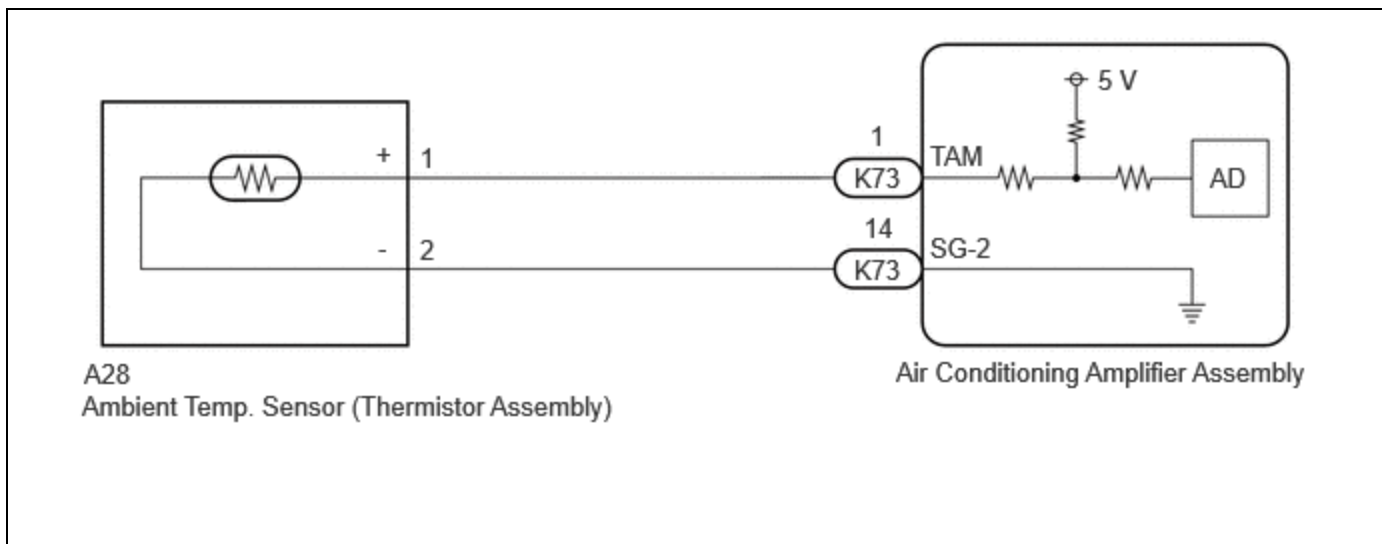 5 V
+ 1
1
K73
TAM
AD
- 2
14
K73
SG-2
A28
Ambient Temp. Sensor (Thermistor Assembly)
Air Conditioning Amplifier Assembly